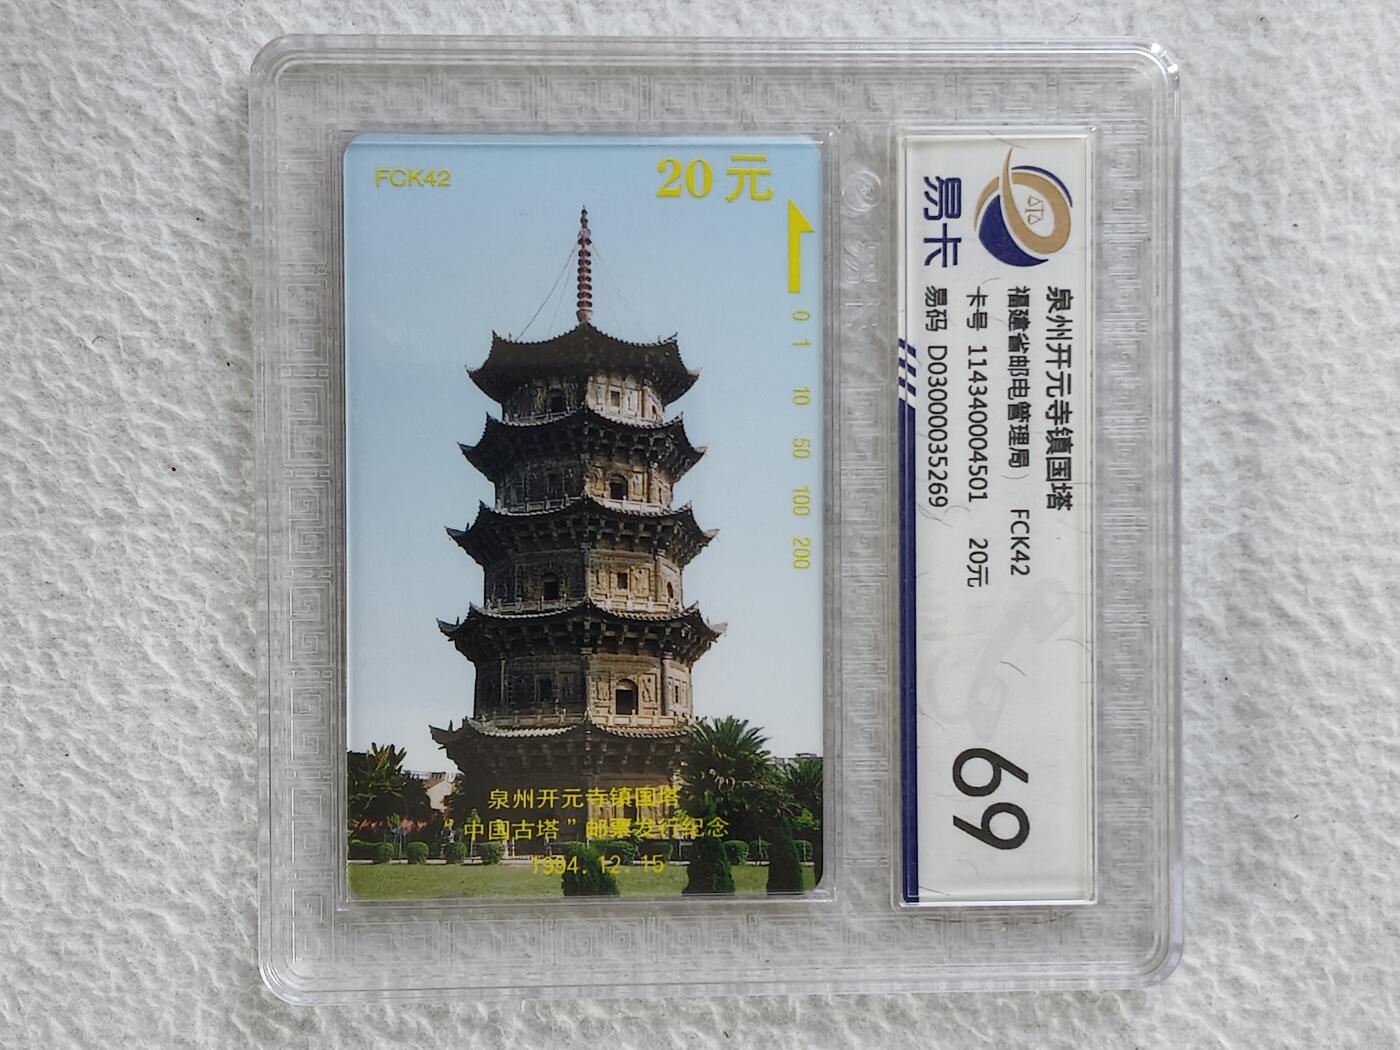 FCK42
20元
0
1
10
50
100
200
泉州开元寺镇国塔
“中国古塔”邮票发行纪念
1994.12.15
易卡
泉州开元寺镇国塔
福建省邮电管理局） FCK42
卡号 114340004501 20元
易码 D0300035269
69